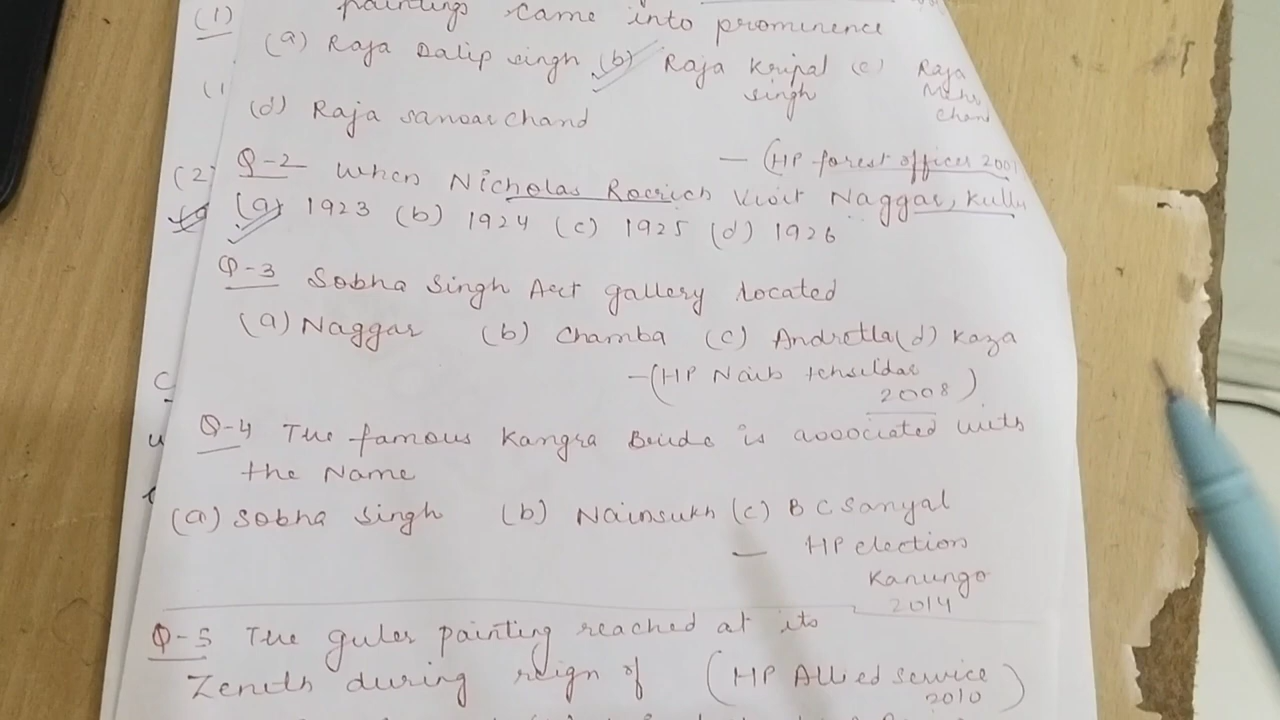 (1) paintings came into prominence
(a) Raja Dalip singh (b) Raja Kripal singh (c) Raja Chand
(d) Raja sansar chand
— (HP forest officer 2001
(2) Q-2 When Nicholas Roerich Visit Naggar, Kullu
(a) 1923 (b) 1924 (c) 1925 (d) 1926
Q-3 Sobha Singh Art gallery located
(a) Naggar (b) Chamba (c) Andretta (d) Kaza
—(HP Naib tehsildar 2008)
Q-4 The famous Kangra Bride is associated with
the Name
(a) Sobha Singh (b) Nainsukh (c) B C Sanyal
— HP election
Kanungo
2014
Q-5 The guler painting reached at its
Zenith during reign of (HP Allied service 2010)